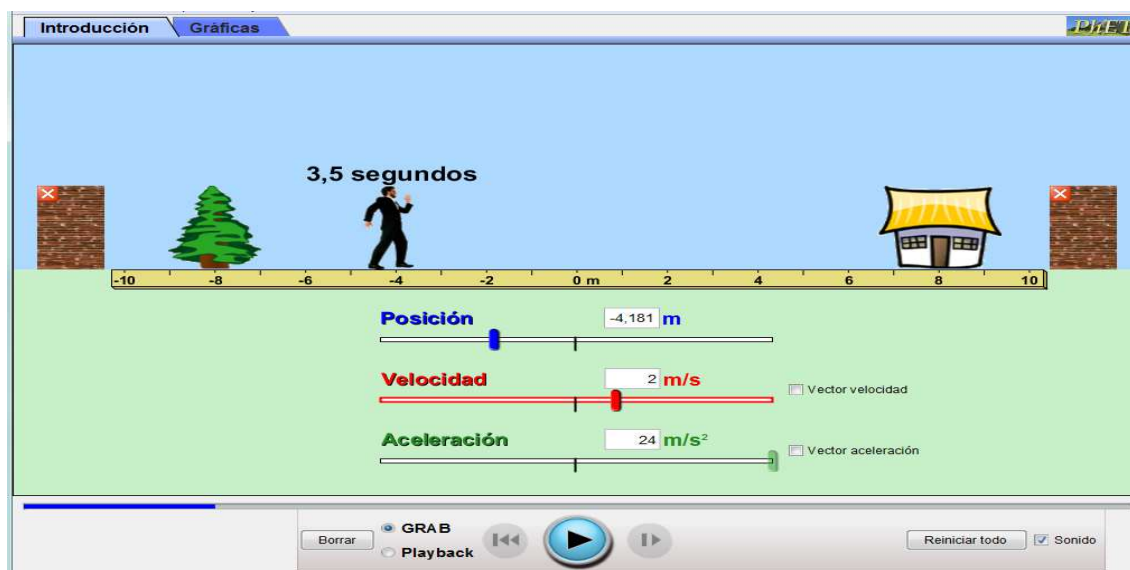 Introducción Gráficas PhET
3,5 segundos
-10 -8 -6 -4 -2 0 m 2 4 6 8 10
Posición -4,181 m
Velocidad 2 m/s
Vector velocidad
Aceleración 24 m/s²
Vector aceleración
Borrar GRAB Reiniciar todo Sonido
Playback